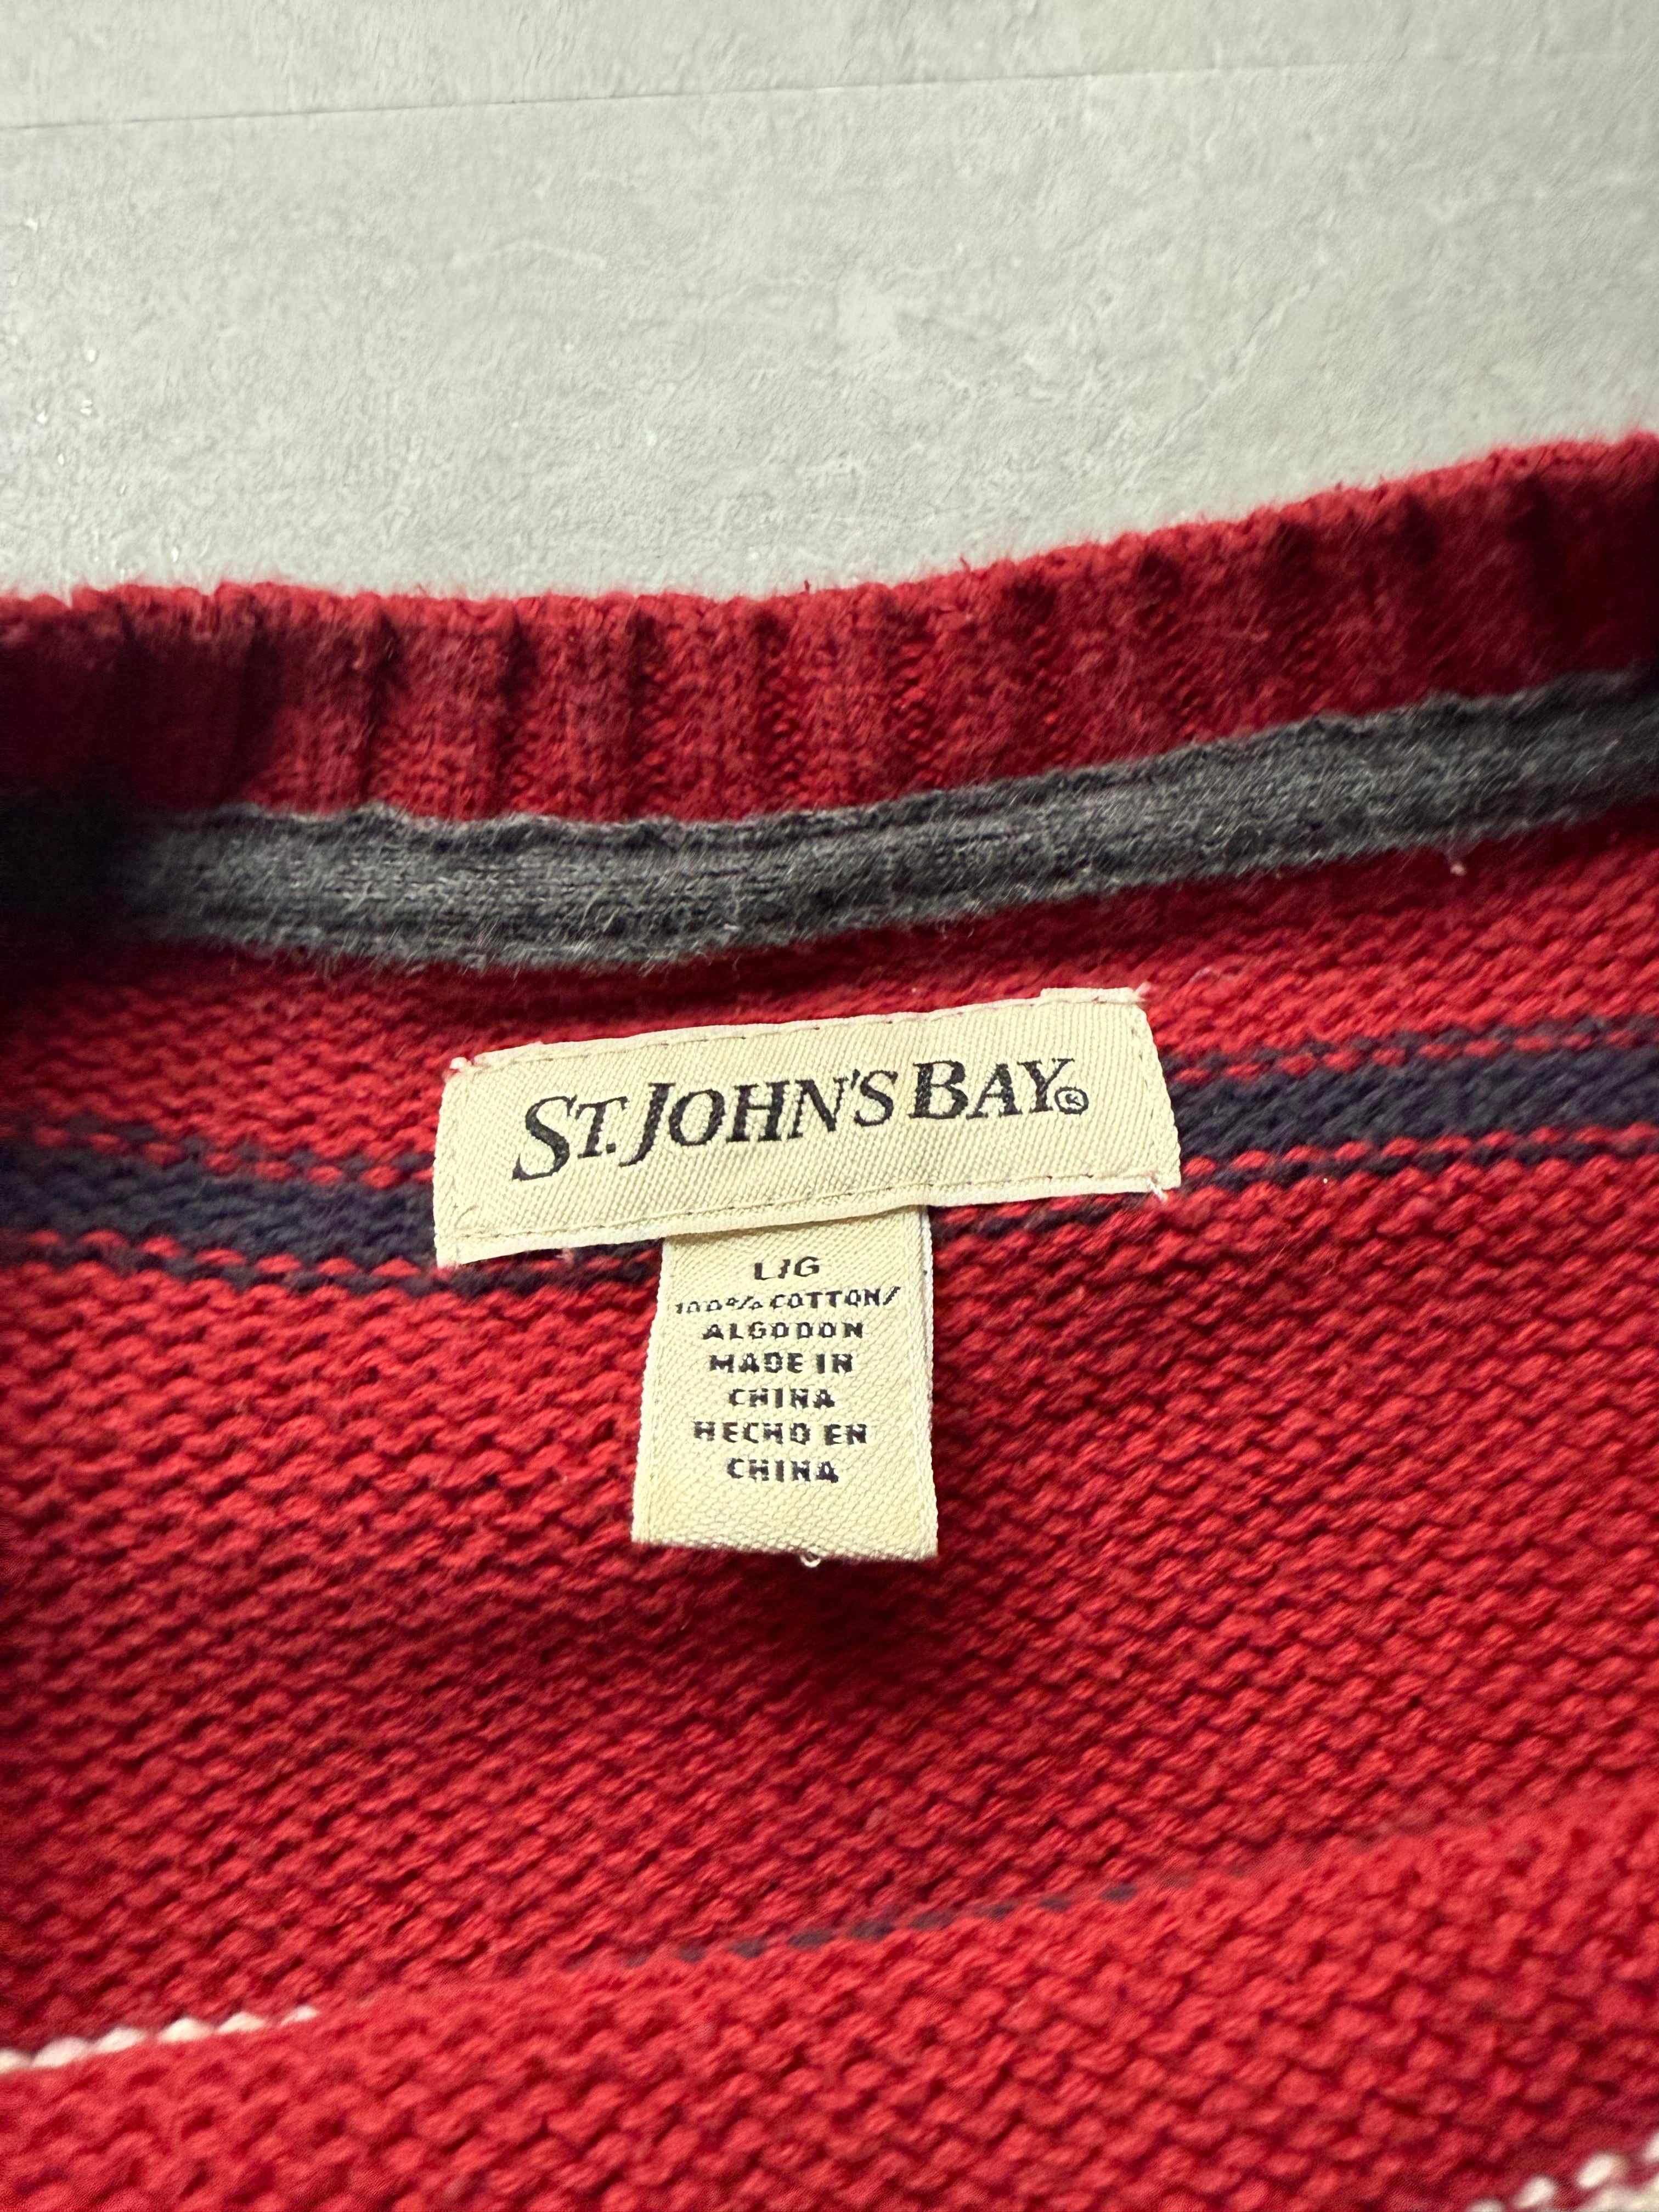 ST. JOHN'S BAY®
L/G
100% COTTON/
ALGODON
MADE IN
CHINA
HECHO EN
CHINA